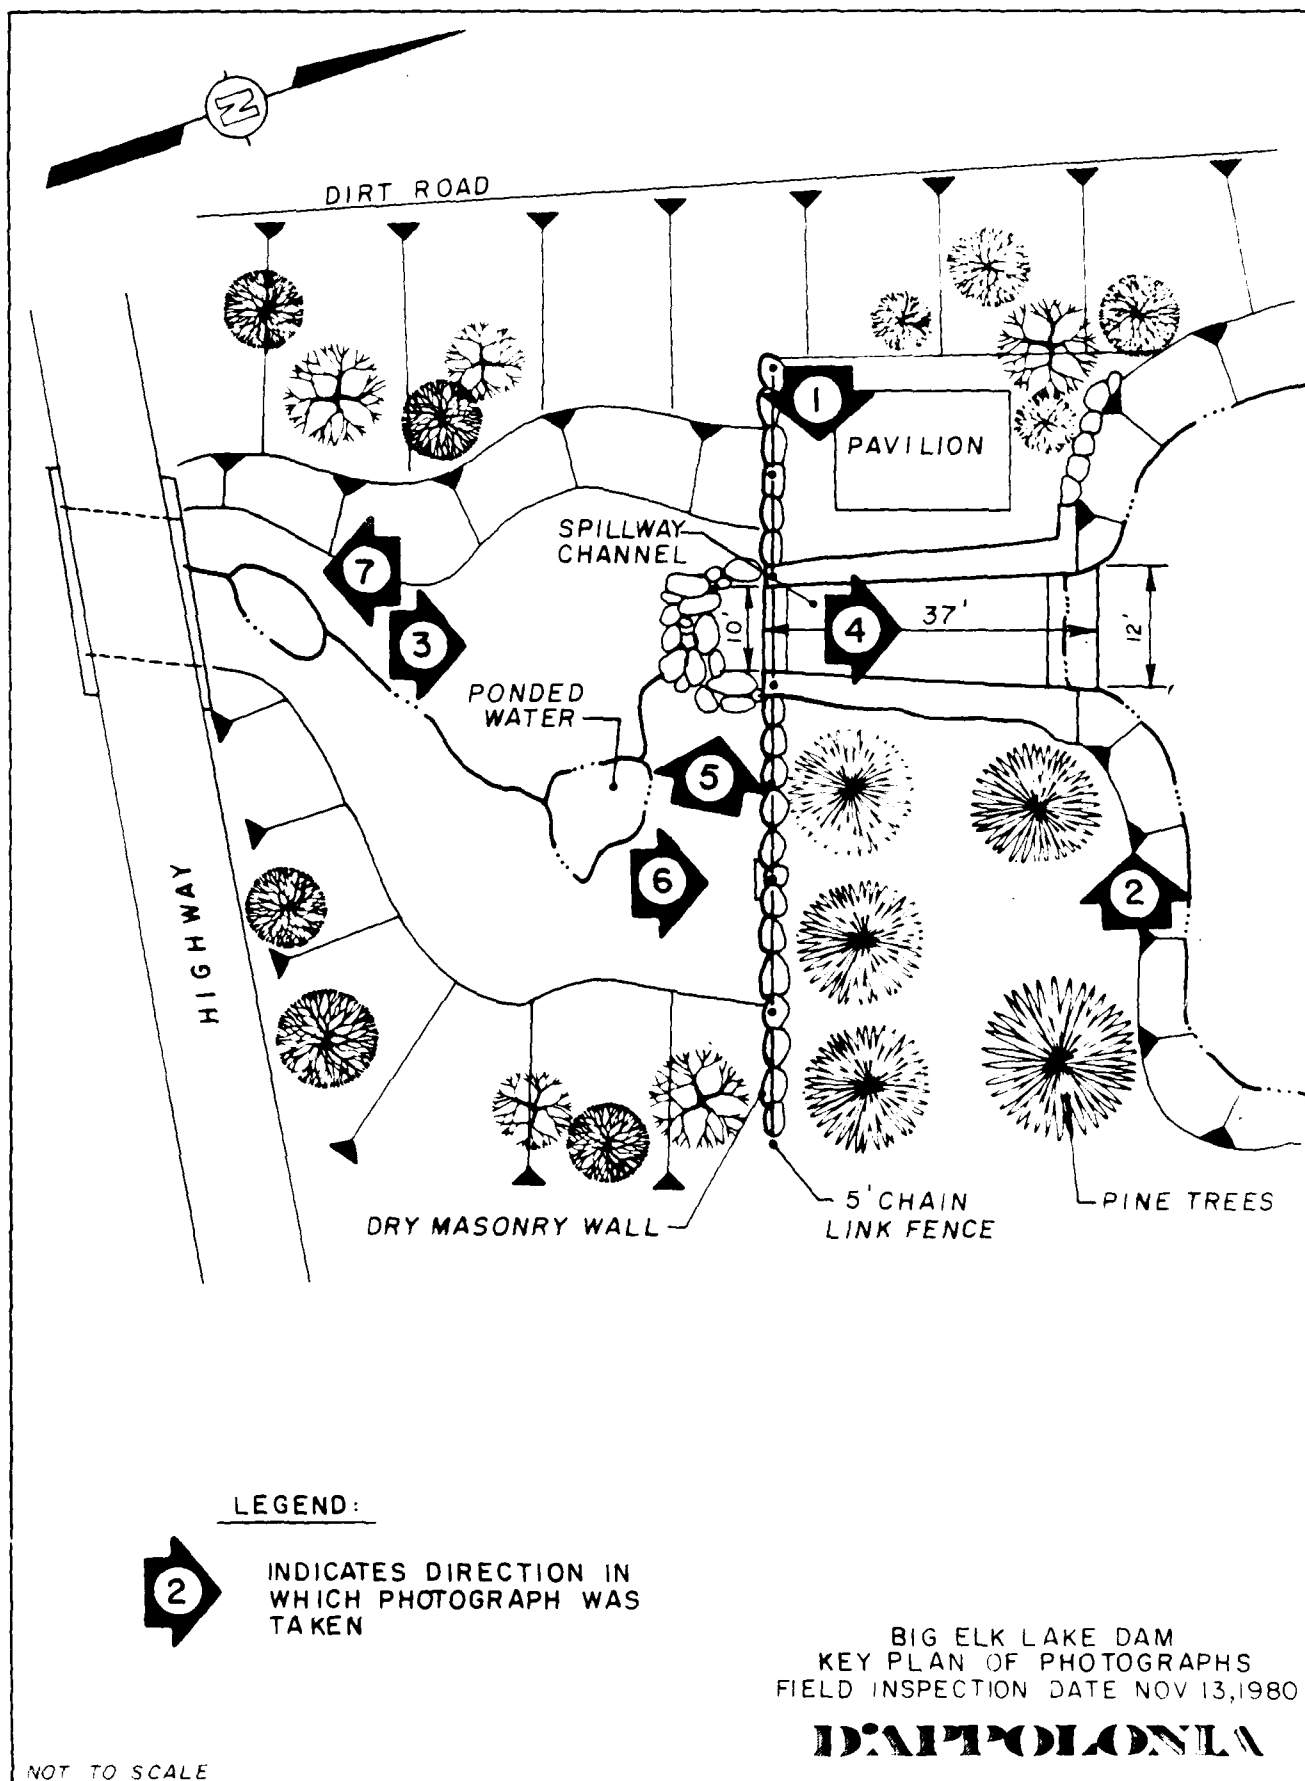 N
DIRT ROAD
1
PAVILION
SPILLWAY
CHANNEL
7
3
10'
4
37'
12'
PONDED
WATER
5
6
2
HIGHWAY
DRY MASONRY WALL
5' CHAIN
LINK FENCE
PINE TREES
LEGEND:
2
INDICATES DIRECTION IN
WHICH PHOTOGRAPH WAS
TAKEN
BIG ELK LAKE DAM
KEY PLAN OF PHOTOGRAPHS
FIELD INSPECTION DATE NOV 13,1980
D'APPOLONIA
NOT TO SCALE